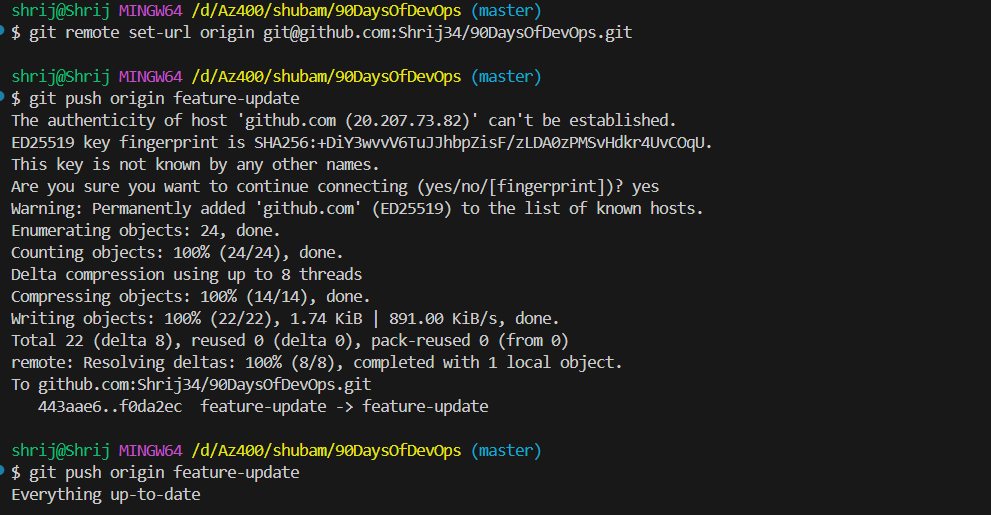 shrij@Shrij MINGW64 /d/Az400/shubam/90DaysOfDevOps (master)
$ git remote set-url origin git@github.com:Shrij34/90DaysOfDevOps.git
shrij@Shrij MINGW64 /d/Az400/shubam/90DaysOfDevOps (master)
$ git push origin feature-update
The authenticity of host 'github.com (20.207.73.82)' can't be established.
ED25519 key fingerprint is SHA256:+DiY3wvvV6TuJJhbpZisF/zLDA0zPMSvHdkr4UvCOqU.
This key is not known by any other names.
Are you sure you want to continue connecting (yes/no/[fingerprint])? yes
Warning: Permanently added 'github.com' (ED25519) to the list of known hosts.
Enumerating objects: 24, done.
Counting objects: 100% (24/24), done.
Delta compression using up to 8 threads
Compressing objects: 100% (14/14), done.
Writing objects: 100% (22/22), 1.74 KiB | 891.00 KiB/s, done.
Total 22 (delta 8), reused 0 (delta 0), pack-reused 0 (from 0)
remote: Resolving deltas: 100% (8/8), completed with 1 local object.
To github.com:Shrij34/90DaysOfDevOps.git
   443aae6..f0da2ec  feature-update -> feature-update
shrij@Shrij MINGW64 /d/Az400/shubam/90DaysOfDevOps (master)
$ git push origin feature-update
Everything up-to-date